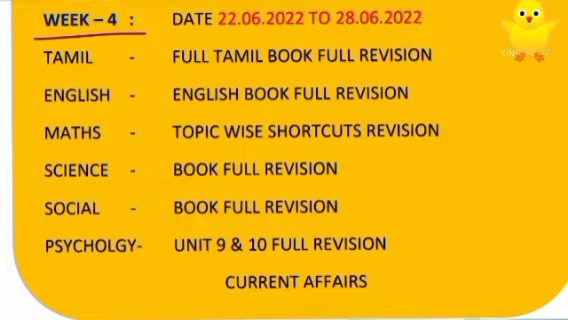 WEEK – 4 : DATE 22.06.2022 TO 28.06.2022
TAMIL - FULL TAMIL BOOK FULL REVISION
ENGLISH - ENGLISH BOOK FULL REVISION
MATHS - TOPIC WISE SHORTCUTS REVISION
SCIENCE - BOOK FULL REVISION
SOCIAL - BOOK FULL REVISION
PSYCHOLGY- UNIT 9 & 10 FULL REVISION
CURRENT AFFAIRS